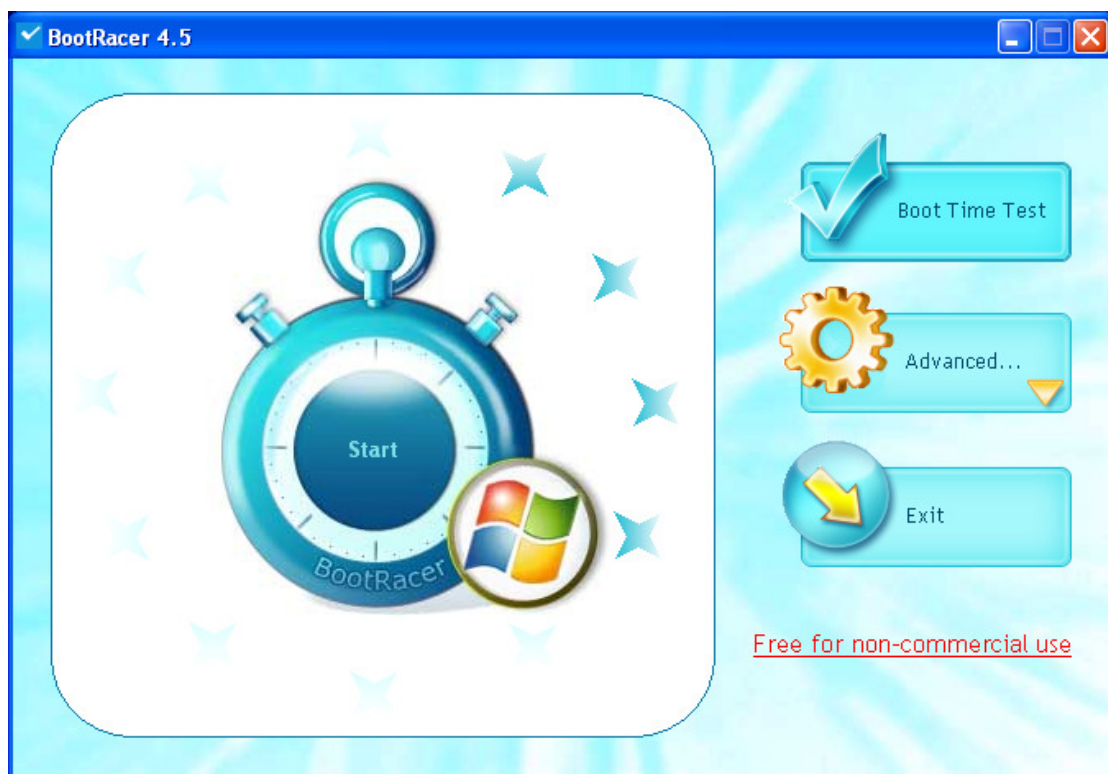 BootRacer 4.5
Start
BootRacer
Boot Time Test
Advanced...
Exit
Free for non-commercial use